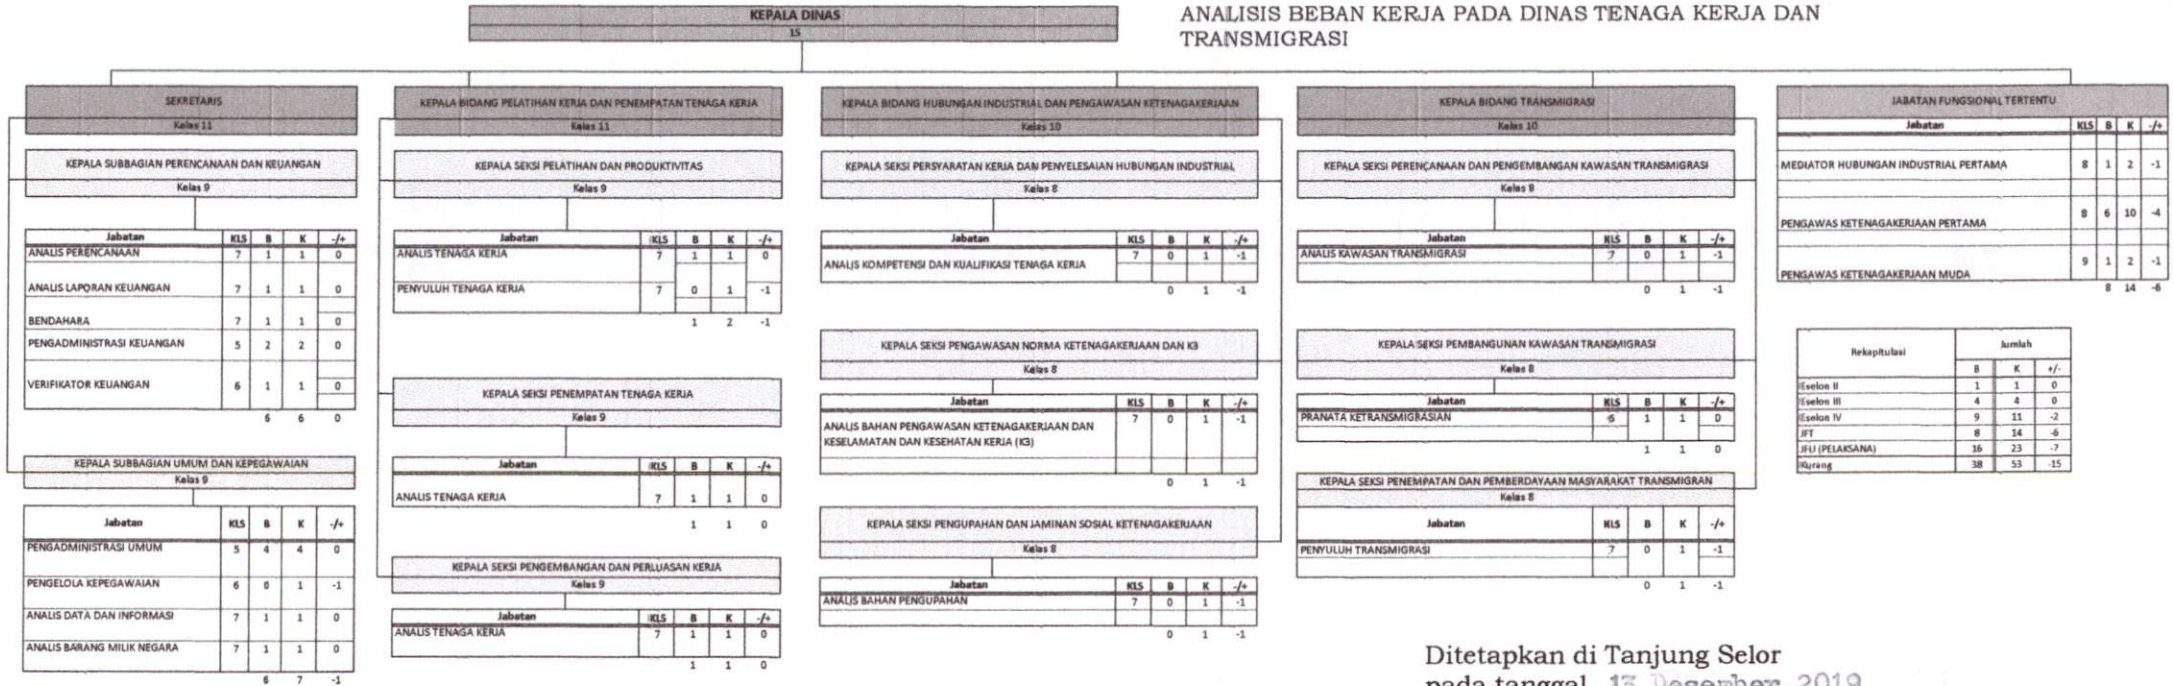 ANALISIS BEBAN KERJA PADA DINAS TENAGA KERJA DAN
TRANSMIGRASI
KEPALA DINAS
15
SEKRETARIS
Kelas 11
KEPALA SUBBAGIAN PERENCANAAN DAN KEUANGAN
Kelas 9
Jabatan KLS B K -/+
ANALIS PERENCANAAN 7 1 1 0
ANALIS LAPORAN KEUANGAN 7 1 1 0
BENDAHARA 7 1 1 0
PENGADMINISTRASI KEUANGAN 5 2 2 0
VERIFIKATOR KEUANGAN 6 1 1 0
6 6 0
KEPALA SUBBAGIAN UMUM DAN KEPEGAWAIAN
Kelas 9
Jabatan KLS B K -/+
PENGADMINISTRASI UMUM 5 4 4 0
PENGELOLA KEPEGAWAIAN 6 0 1 -1
ANALIS DATA DAN INFORMASI 7 1 1 0
ANALIS BARANG MILIK NEGARA 7 1 1 0
6 7 -1
KEPALA BIDANG PELATIHAN KERJA DAN PENEMPATAN TENAGA KERJA
Kelas 11
KEPALA SEKSI PELATIHAN DAN PRODUKTIVITAS
Kelas 9
Jabatan KLS B K -/+
ANALIS TENAGA KERJA 7 1 1 0
PENYULUH TENAGA KERJA 7 0 1 -1
1 2 -1
KEPALA SEKSI PENEMPATAN TENAGA KERJA
Kelas 9
Jabatan KLS B K -/+
ANALIS TENAGA KERJA 7 1 1 0
1 1 0
KEPALA SEKSI PENGEMBANGAN DAN PERLUASAN KERJA
Kelas 9
Jabatan KLS B K -/+
ANALIS TENAGA KERJA 7 1 1 0
1 1 0
KEPALA BIDANG HUBUNGAN INDUSTRIAL DAN PENGAWASAN KETENAGAKERJAAN
Kelas 10
KEPALA SEKSI PERSYARATAN KERJA DAN PENYELESAIAN HUBUNGAN INDUSTRIAL
Kelas 8
Jabatan KLS B K -/+
ANALIS KOMPETENSI DAN KUALIFIKASI TENAGA KERJA 7 0 1 -1
0 1 -1
KEPALA SEKSI PENGAWASAN NORMA KETENAGAKERJAAN DAN K3
Kelas 8
Jabatan KLS B K -/+
ANALIS BAHAN PENGAWASAN KETENAGAKERJAAN DAN 7 0 1 -1
KESELAMATAN DAN KESEHATAN KERJA (K3)
0 1 -1
KEPALA SEKSI PENGUPAHAN DAN JAMINAN SOSIAL KETENAGAKERJAAN
Kelas 8
Jabatan KLS B K -/+
ANALIS BAHAN PENGUPAHAN 7 0 1 -1
0 1 -1
KEPALA BIDANG TRANSMIGRASI
Kelas 10
KEPALA SEKSI PERENCANAAN DAN PENGEMBANGAN KAWASAN TRANSMIGRASI
Kelas 8
Jabatan KLS B K -/+
ANALIS KAWASAN TRANSMIGRASI 7 0 1 -1
0 1 -1
KEPALA SEKSI PEMBANGUNAN KAWASAN TRANSMIGRASI
Kelas 8
Jabatan KLS B K -/+
PRANATA KETRANSMIGRASIAN 6 1 1 0
1 1 0
KEPALA SEKSI PENEMPATAN DAN PEMBERDAYAAN MASYARAKAT TRANSMIGRAN
Kelas 8
Jabatan KLS B K -/+
PENYULUH TRANSMIGRASI 7 0 1 -1
0 1 -1
JABATAN FUNGSIONAL TERTENTU
Jabatan KLS B K -/+
MEDIATOR HUBUNGAN INDUSTRIAL PERTAMA 8 1 2 -1
PENGAWAS KETENAGAKERJAAN PERTAMA 8 6 10 -4
PENGAWAS KETENAGAKERJAAN MUDA 9 1 2 -1
8 14 -6
Rekapitulasi Jumlah
B K +/-
Eselon II 1 1 0
Eselon III 4 4 0
Eselon IV 9 11 -2
JFT 8 14 -6
JFU (PELAKSANA) 16 23 -7
Kurang 38 53 -15
Ditetapkan di Tanjung Selor
pada tanggal 13 Desember 2019